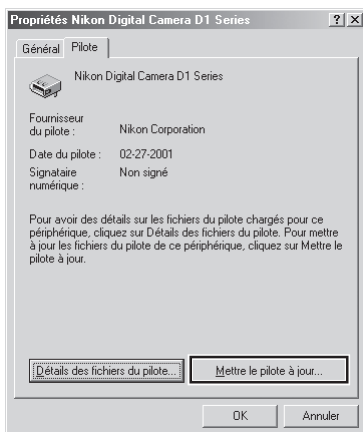 Propriétés Nikon Digital Camera D1 Series
Général Pilote
Nikon Digital Camera D1 Series
Fournisseur
du pilote : Nikon Corporation
Date du pilote : 02-27-2001
Signataire Non signé
numérique :
Pour avoir des détails sur les fichiers du pilote chargés pour ce
périphérique, cliquez sur Détails des fichiers du pilote. Pour mettre
à jour les fichiers du pilote de ce périphérique, cliquez sur Mettre le
pilote à jour.
Détails des fichiers du pilote... Mettre le pilote à jour...
OK Annuler